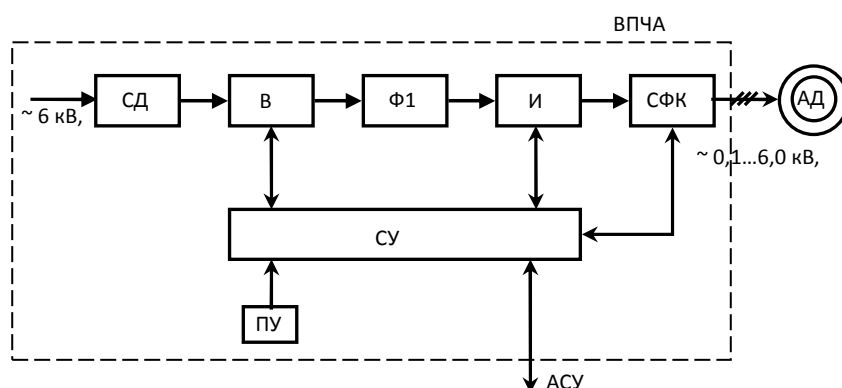 ВПЧА
СД
В
Ф1
И
СФК
АД
~ 6 кВ,
~ 0,1...6,0 кВ,
СУ
ПУ
АСУ